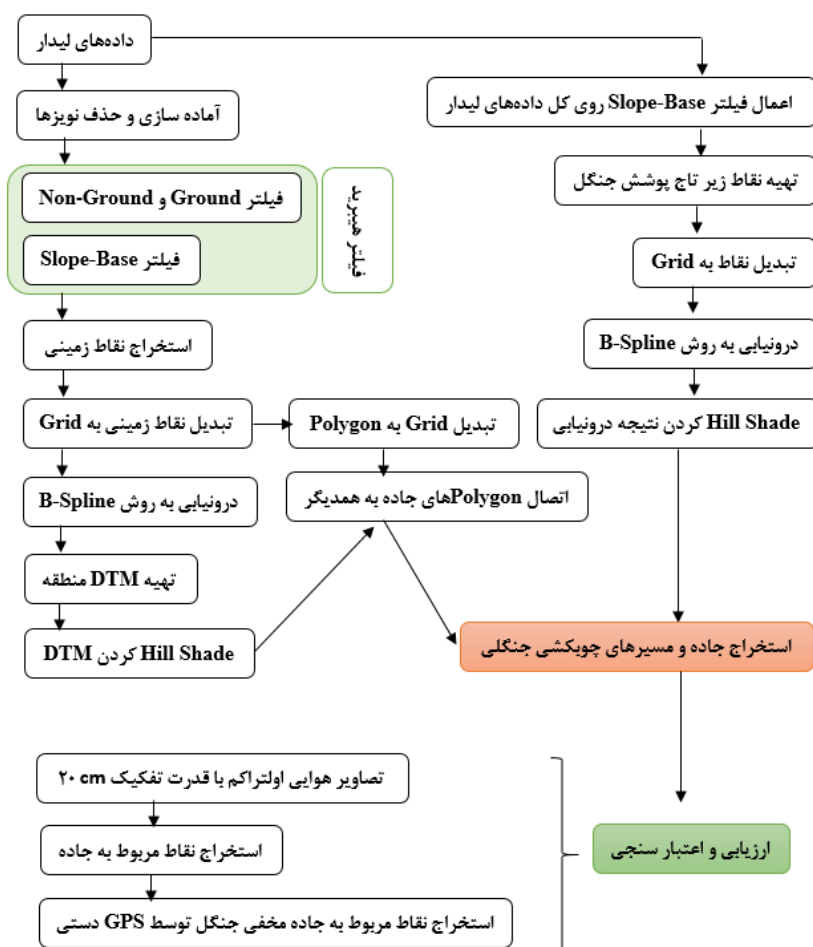 داده‌های لیدار
اعمال فیلتر Slope-Base روی کل داده‌های لیدار
آماده سازی و حذف نویزها
تهیه نقاط زیر تاج پوشش جنگل
فیلتر Ground و Non-Ground
فیلتر هیبرید
فیلتر Slope-Base
تبدیل نقاط به Grid
استخراج نقاط زمینی
درونیابی به روش B-Spline
تبدیل نقاط زمینی به Grid
تبدیل Grid به Polygon
Hill Shade کردن نتیجه درونیابی
درونیابی به روش B-Spline
اتصال Polygonهای جاده به همدیگر
تهیه DTM منطقه
Hill Shade کردن DTM
استخراج جاده و مسیرهای چوبکشی جنگلی
تصاویر هوایی اولتراکم با قدرت تفکیک ۲۰ cm
استخراج نقاط مربوط به جاده
ارزیابی و اعتبار سنجی
استخراج نقاط مربوط به جاده مخفی جنگل توسط GPS دستی